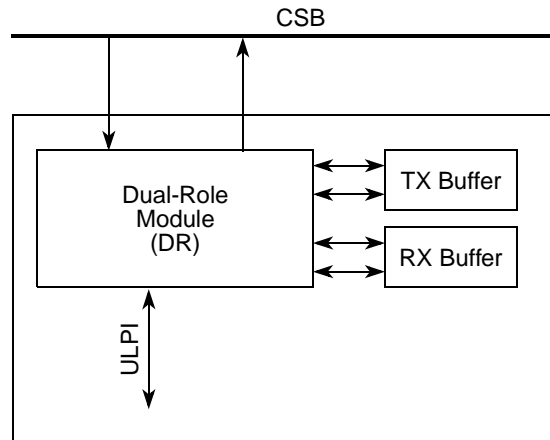 CSB
Dual-Role
Module
(DR)
TX Buffer
RX Buffer
ULPI